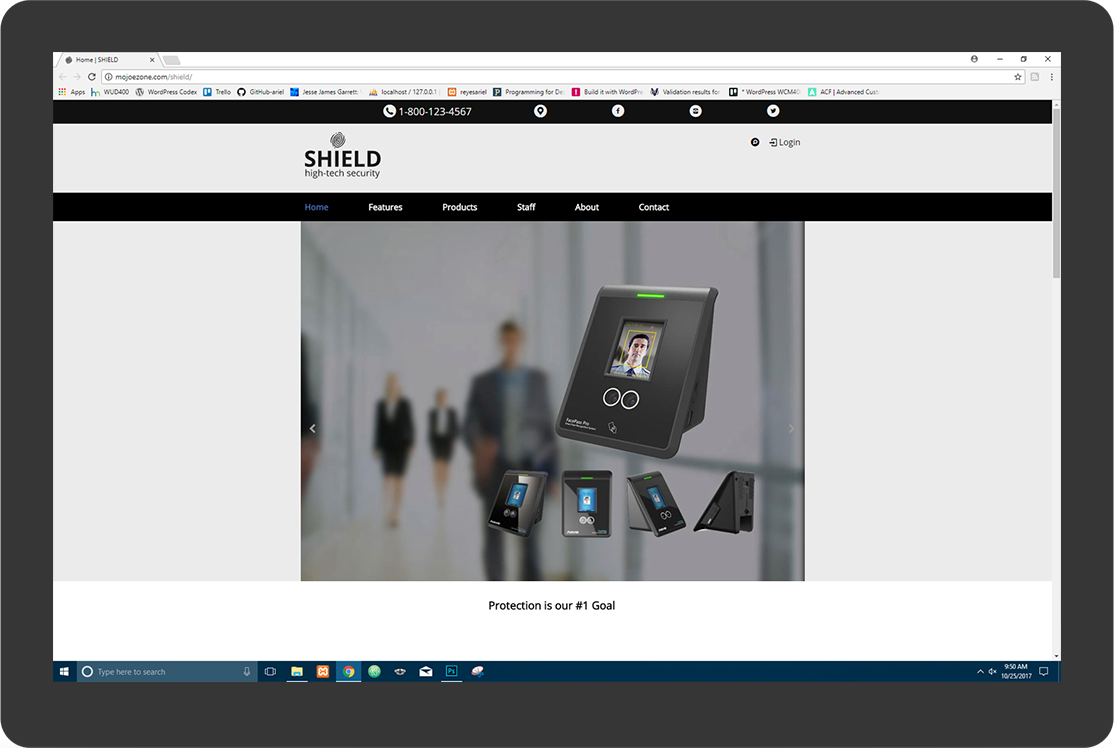 Home | SHIELD
mojoezone.com/shield/
Apps WUD400 WordPress Codex Trello GitHub-ariel Jesse James Garrett: localhost / 127.0.0.1 | reyesariel Programming for De Build it with WordPre Validation results for * WordPress WCM40 ACF | Advanced Cust
1-800-123-4567
SHIELD
high-tech security
Login
Home Features Products Staff About Contact
FacePass Pro
Protection is our #1 Goal
Type here to search
Ps
9:50 AM
10/25/2017